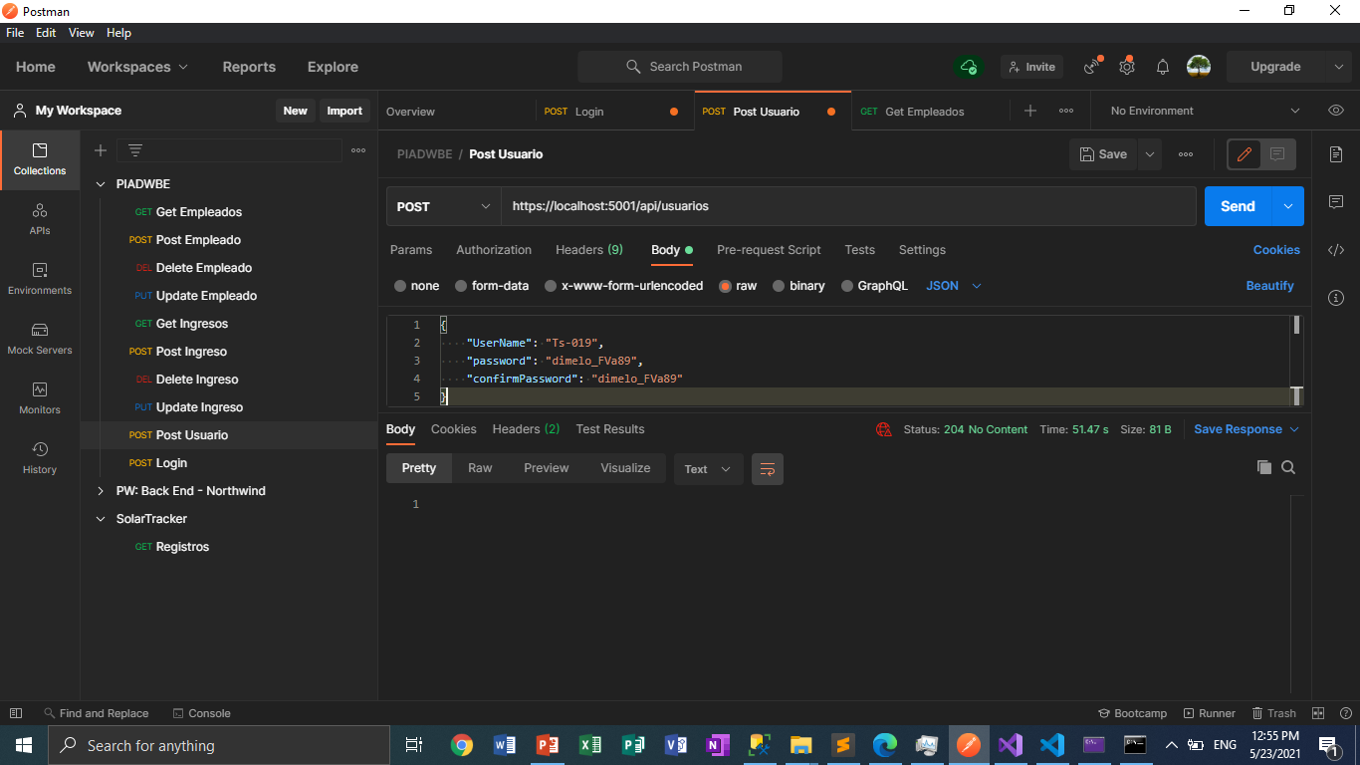 Postman
File Edit View Help
Home Workspaces Reports Explore Search Postman Invite Upgrade
My Workspace New Import
Overview POST Login POST Post Usuario GET Get Empleados No Environment
PIADWBE / Post Usuario Save
POST https://localhost:5001/api/usuarios Send
Params Authorization Headers (9) Body Pre-request Script Tests Settings Cookies
none form-data x-www-form-urlencoded raw binary GraphQL JSON Beautify
1 {
2 "UserName": "Ts-019",
3 "password": "dimelo_FVa89",
4 "confirmPassword": "dimelo_FVa89"
5 }
Body Cookies Headers (2) Test Results Status: 204 No Content Time: 51.47 s Size: 81 B Save Response
Pretty Raw Preview Visualize Text
1
Collections
APIs
Environments
Mock Servers
Monitors
History
PIADWBE
GET Get Empleados
POST Post Empleado
DEL Delete Empleado
PUT Update Empleado
GET Get Ingresos
POST Post Ingreso
DEL Delete Ingreso
PUT Update Ingreso
POST Post Usuario
POST Login
PW: Back End - Northwind
SolarTracker
GET Registros
Find and Replace Console Bootcamp Runner Trash
Search for anything ENG 12:55 PM
5/23/2021
1